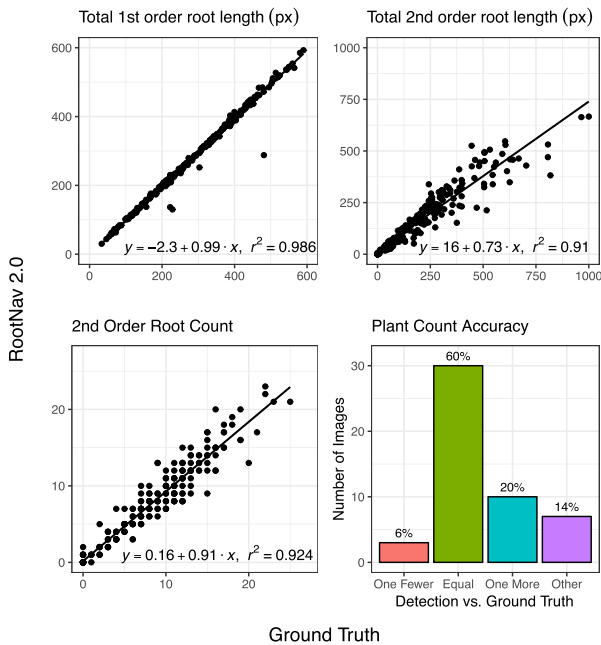 Total 1st order root length (px)
Total 2nd order root length (px)
600
400
200
0
y = −2.3 + 0.99 · x, r² = 0.986
0 200 400 600
1000
750
500
250
0
y = 16 + 0.73 · x, r² = 0.91
0 250 500 750 1000
RootNav 2.0
2nd Order Root Count
Plant Count Accuracy
20
10
0
y = 0.16 + 0.91 · x, r² = 0.924
0 10 20
Number of Images
30
20
10
0
60%
20%
14%
6%
One Fewer Equal One More Other
Detection vs. Ground Truth
Ground Truth